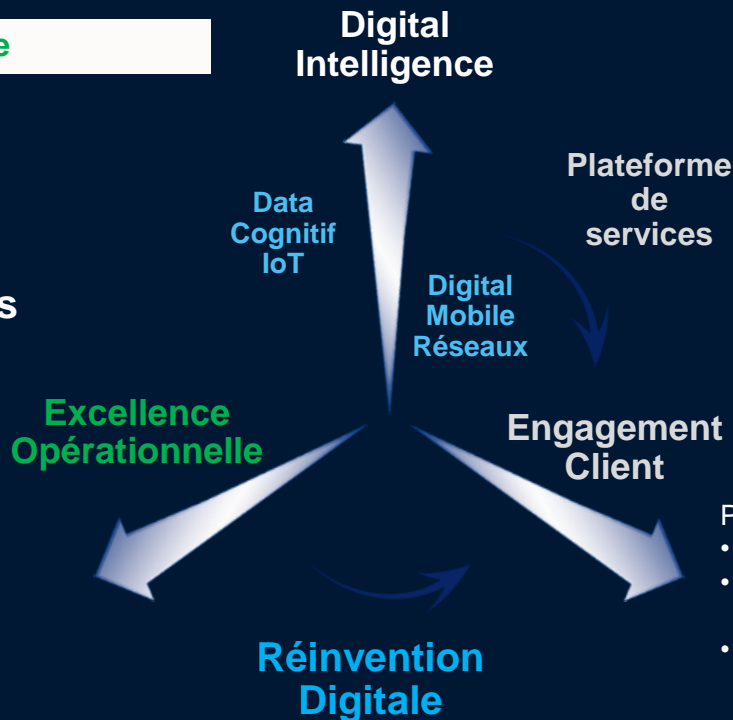 Digital
Intelligence
e
Plateforme
de
services
Data
Cognitif
IoT
Digital
Mobile
Réseaux
s
Excellence
Opérationnelle
Engagement
Client
P
•
•
•
Réinvention
Digitale